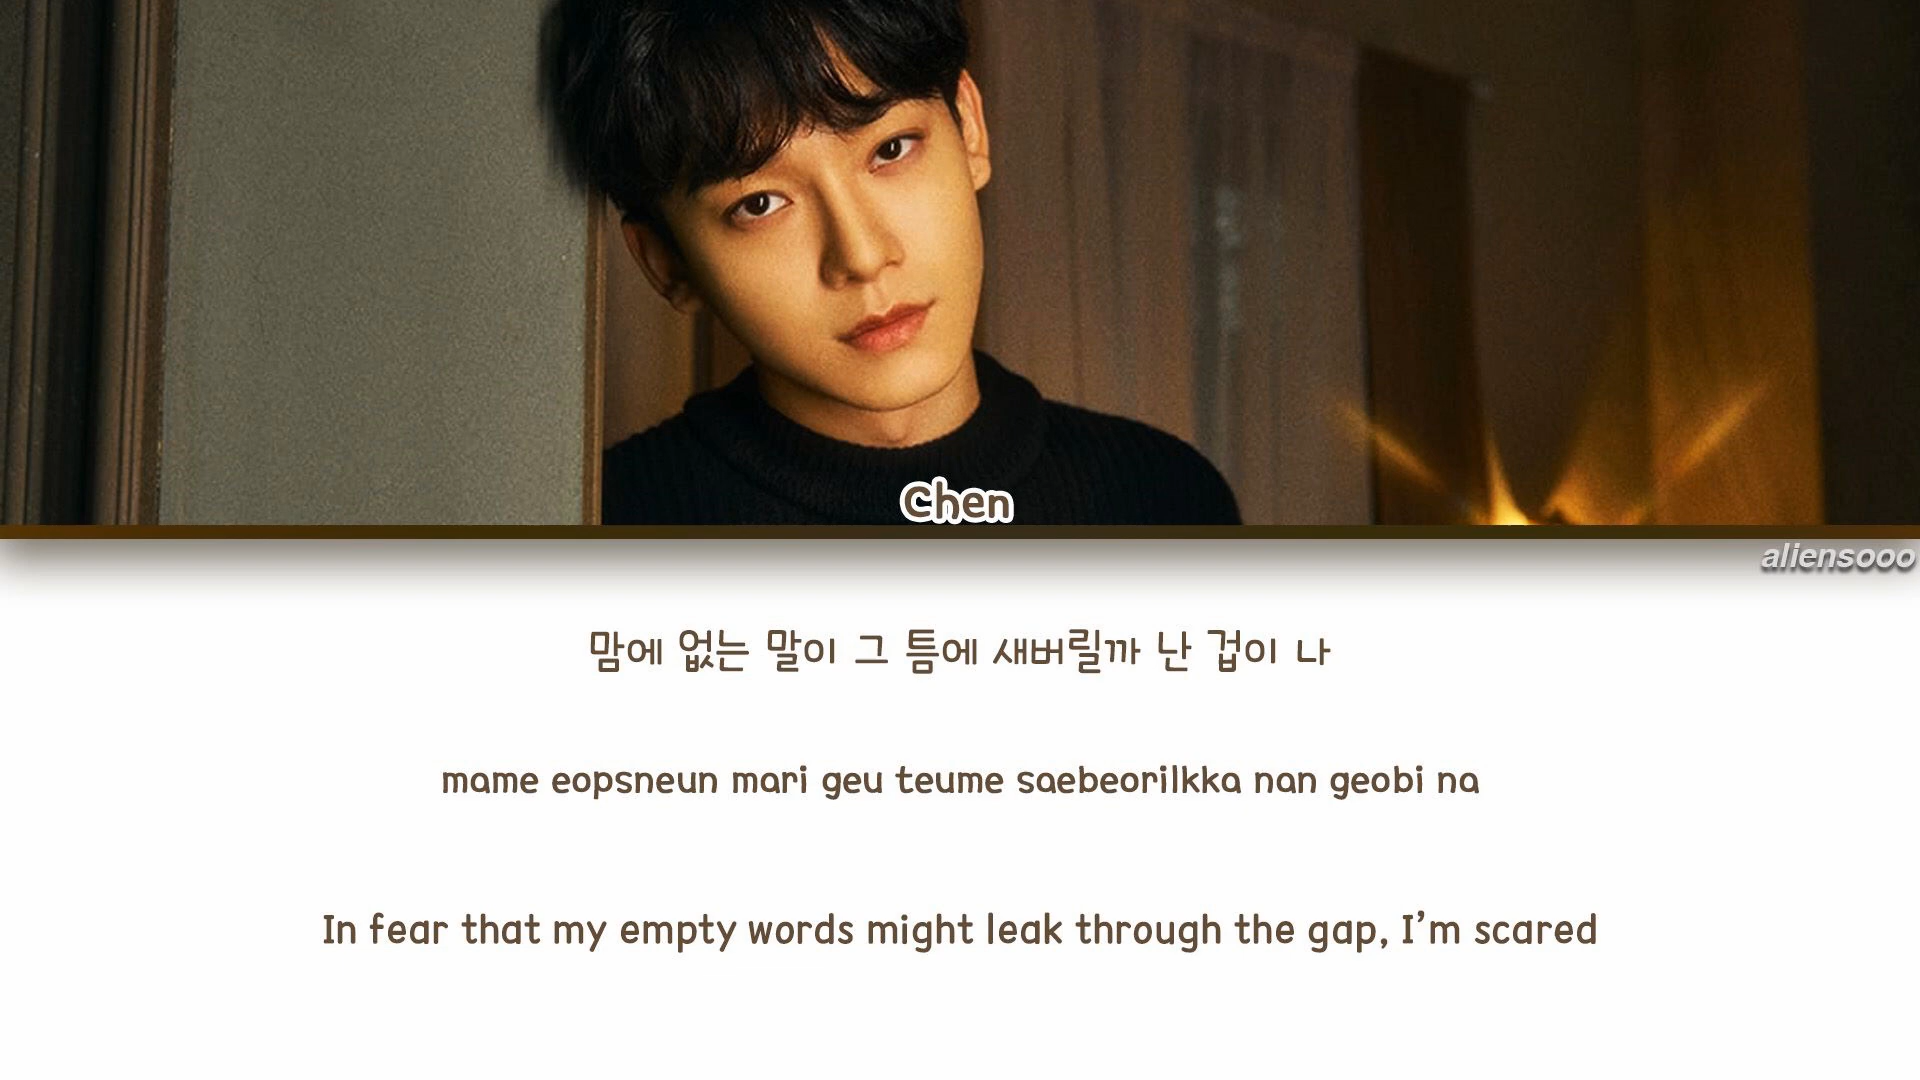 Chen
aliensooo
맘에 없는 말이 그 틈에 새버릴까 난 겁이 나
mame eopsneun mari geu teume saebeorilkka nan geobi na
In fear that my empty words might leak through the gap, I'm scared